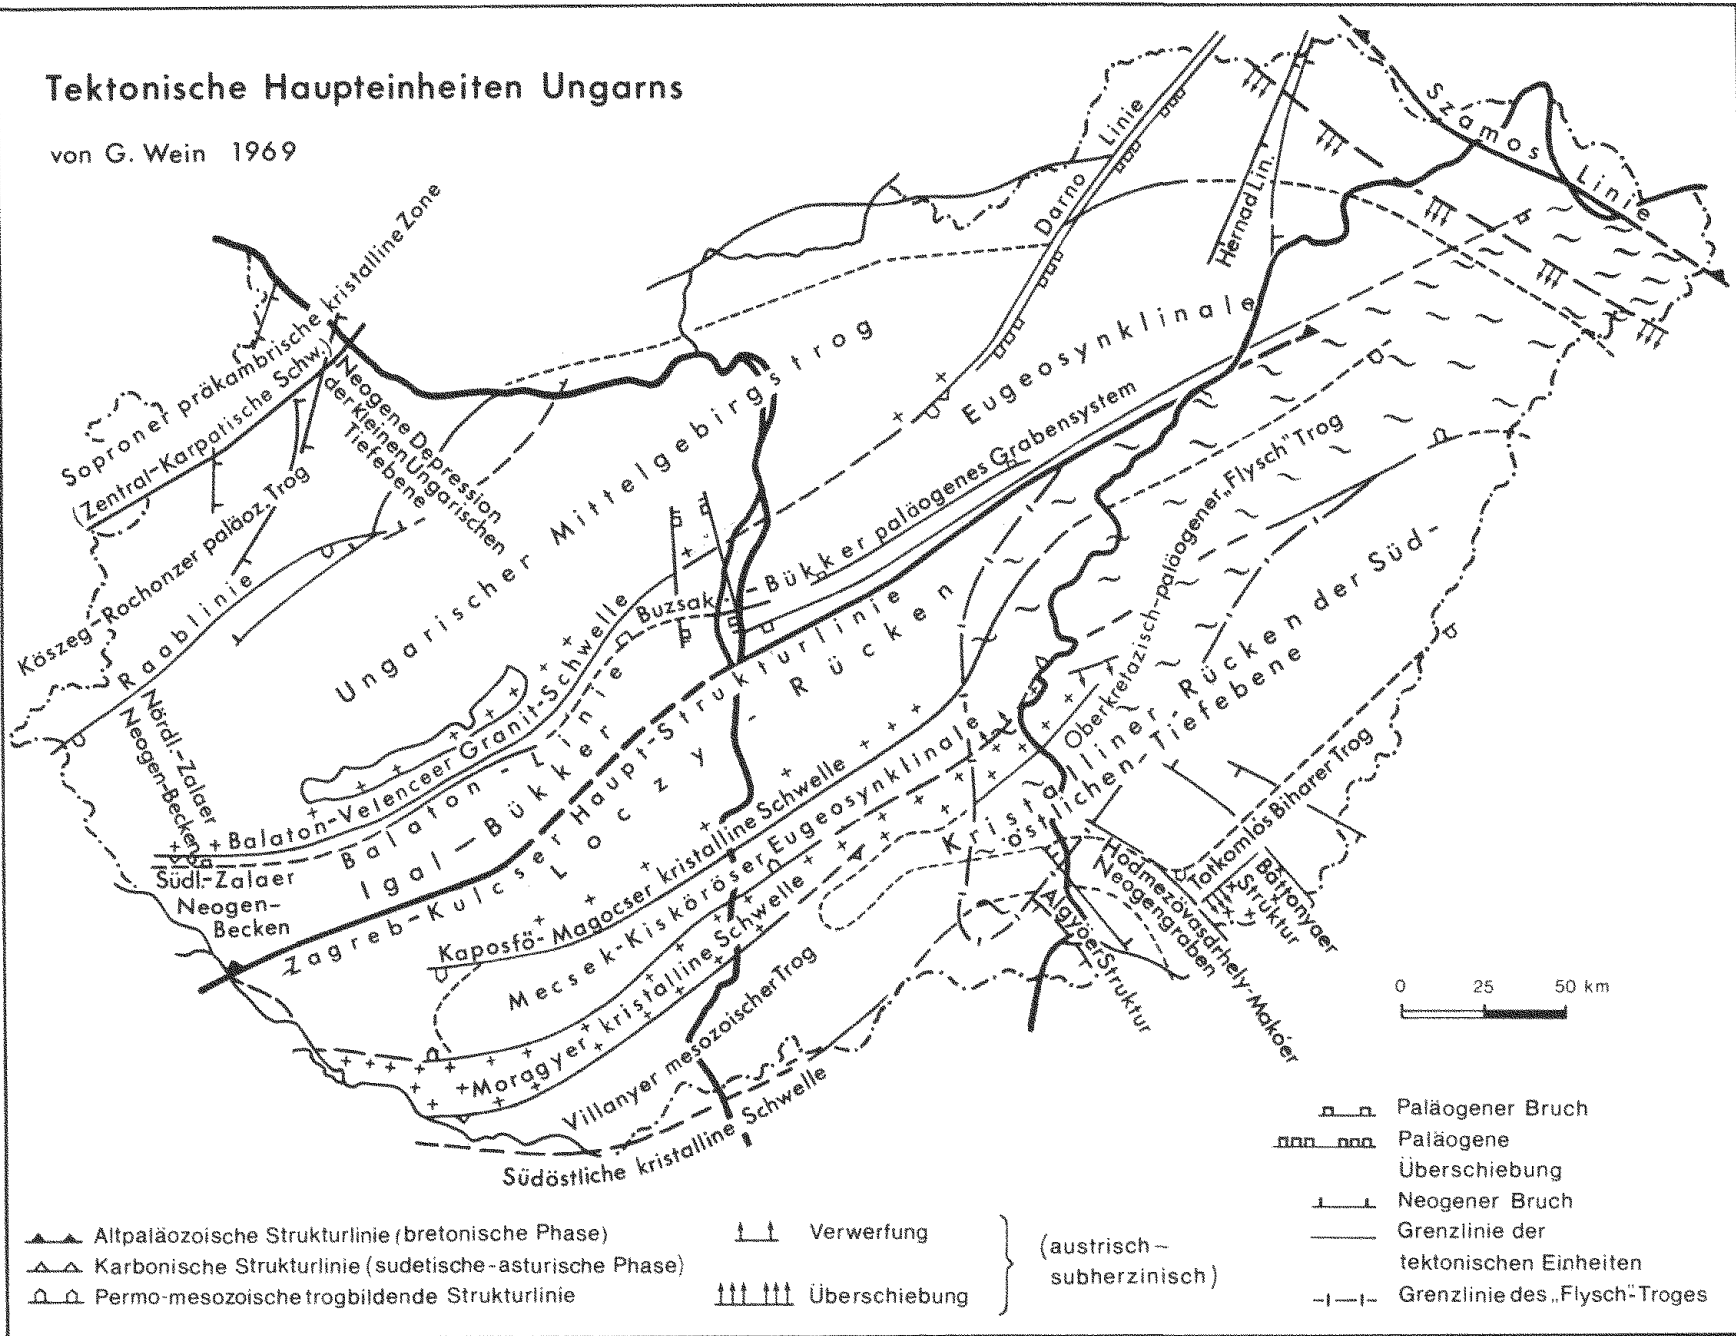 Tektonische Haupteinheiten Ungarns
von G. Wein 1969
Soproner präkambrische kristalline Zone
(Zentral-Karpatische Schw.)
Köszeg-Rochonzer paläoz. Trog
Raablinie
Neogene Depression
der Kleinen Ungarischen
Tiefebene
Ungarischer Mittelgebirgstrog
Darno Linie
Hernad Lin.
Szamos Linie
Eugeosynklinale
Buzsak - Bükker paläogenes Grabensystem
Nördl.-Zalaer
Neogen-Becken
Südl.-Zalaer
Neogen-
Becken
Balaton-Velenceer Granit-Schwelle
Balaton-Linie
Igal-Bükker
Zagreb-Kulcser Haupt-Strukturlinie
Loczy-Rücken
Kaposfö-Magocser kristalline Schwelle
Mecsek-Kisköröser Eugeosynklinale
Moragyer kristalline Schwelle
Villanyer mesozoischer Trog
Südöstliche kristalline Schwelle
Oberkretazisch-paläogener „Flysch" Trog
Kristalliner-Rücken der Süd-
östlichen-Tiefebene
Totkomlós Biharer Trog
Battonyaer
Struktur
Hodmezövasdrhely-Makóer
Neogengraben
Algyöer Struktur
0 25 50 km
Altpaläozoische Strukturlinie (bretonische Phase)
Karbonische Strukturlinie (sudetische-asturische Phase)
Permo-mesozoische trogbildende Strukturlinie
Verwerfung
Überschiebung
(austrisch-
subherzinisch)
Paläogener Bruch
Paläogene
Überschiebung
Neogener Bruch
Grenzlinie der
tektonischen Einheiten
Grenzlinie des „Flysch"-Troges